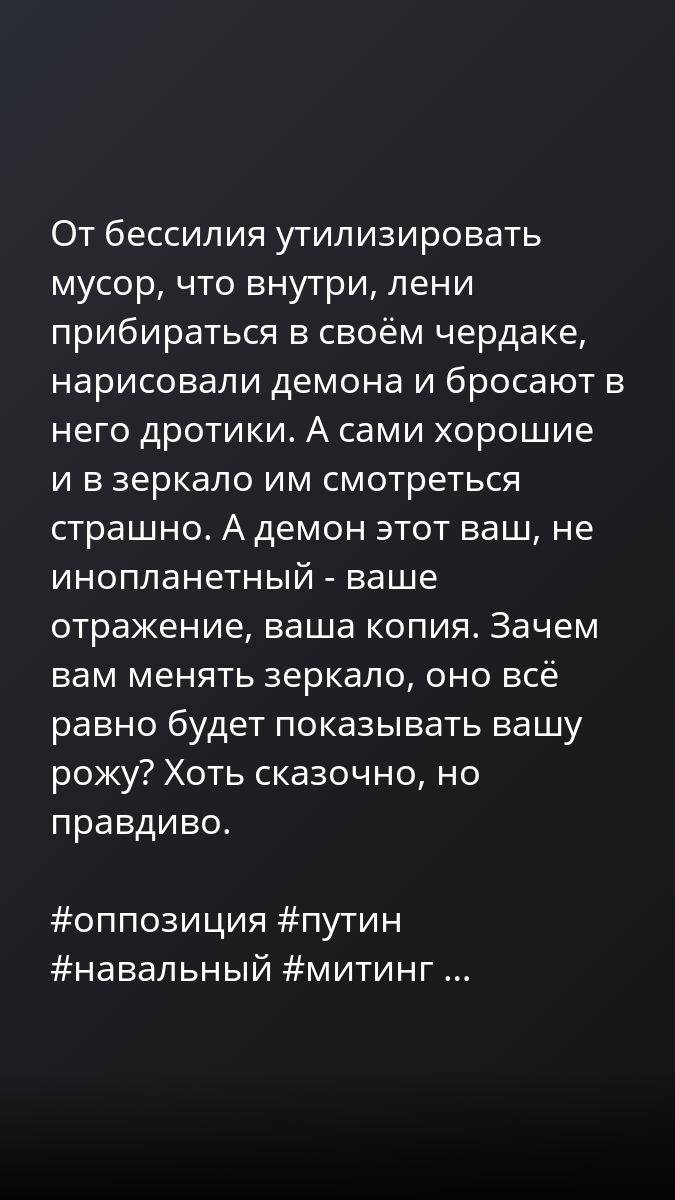 От бессилия утилизировать
мусор, что внутри, лени
прибираться в своём чердаке,
нарисовали демона и бросают в
него дротики. А сами хорошие
и в зеркало им смотреться
страшно. А демон этот ваш, не
инопланетный - ваше
отражение, ваша копия. Зачем
вам менять зеркало, оно всё
равно будет показывать вашу
рожу? Хоть сказочно, но
правдиво.

#оппозиция #путин
#навальный #митинг ...